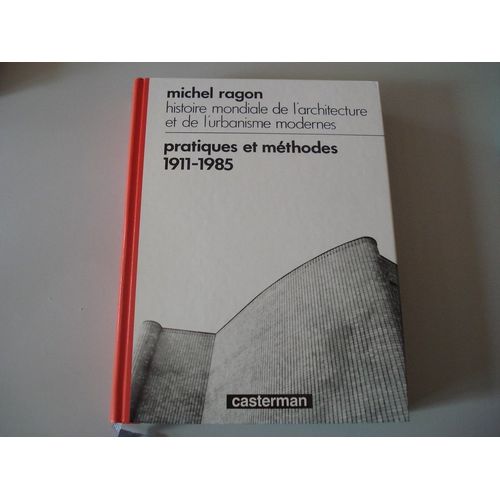 michel ragon
histoire mondiale de l'architecture
et de l'urbanisme modernes
pratiques et méthodes
1911-1985
casterman